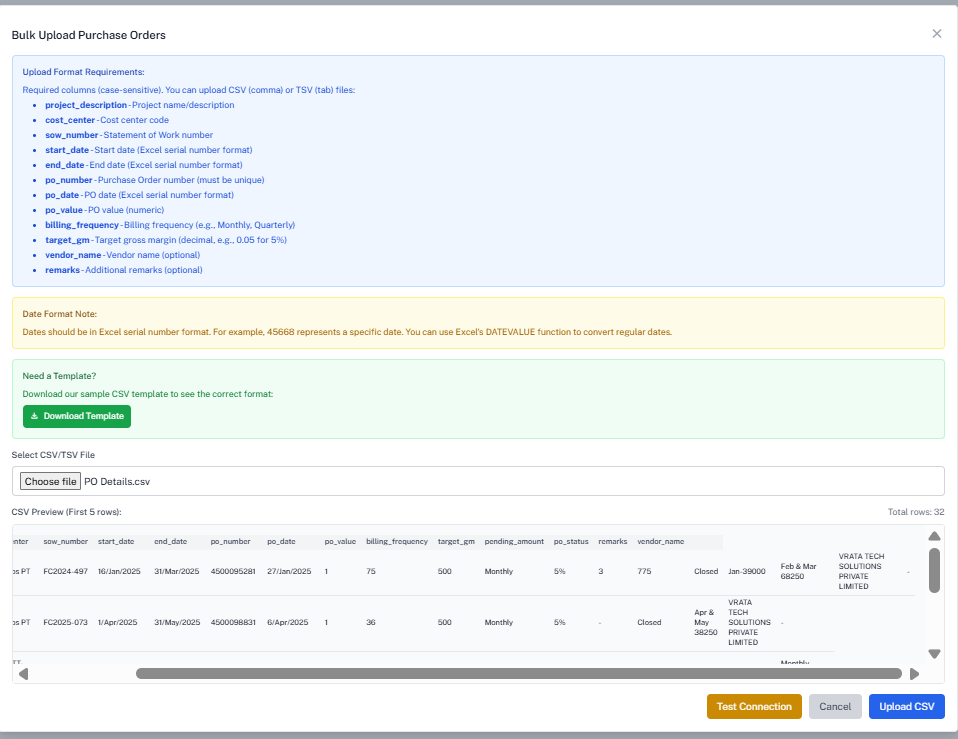 Bulk Upload Purchase Orders
Upload Format Requirements:
Required columns (case-sensitive). You can upload CSV (comma) or TSV (tab) files:
• project_description - Project name/description
• cost_center - Cost center code
• sow_number - Statement of Work number
• start_date - Start date (Excel serial number format)
• end_date - End date (Excel serial number format)
• po_number - Purchase Order number (must be unique)
• po_date - PO date (Excel serial number format)
• po_value - PO value (numeric)
• billing_frequency - Billing frequency (e.g., Monthly, Quarterly)
• target_gm - Target gross margin (decimal, e.g., 0.05 for 5%)
• vendor_name - Vendor name (optional)
• remarks - Additional remarks (optional)
Date Format Note:
Dates should be in Excel serial number format. For example, 45668 represents a specific date. You can use Excel's DATEVALUE function to convert regular dates.
Need a Template?
Download our sample CSV template to see the correct format:
Download Template
Select CSV/TSV File
Choose file PO Details.csv
CSV Preview (First 5 rows): Total rows: 32
nter sow_number start_date end_date po_number po_date po_value billing_frequency target_gm pending_amount po_status remarks vendor_name
os PT FC2024-497 16/Jan/2025 31/Mar/2025 4500095281 27/Jan/2025 1 75 500 Monthly 5% 3 775 Closed Jan-39000 Feb & Mar 68250 VRATA TECH SOLUTIONS PRIVATE LIMITED -
os PT FC2025-073 1/Apr/2025 31/May/2025 4500098831 6/Apr/2025 1 36 500 Monthly 5% - Closed Apr & May 38250 VRATA TECH SOLUTIONS PRIVATE LIMITED -
Monthly
Test Connection Cancel Upload CSV